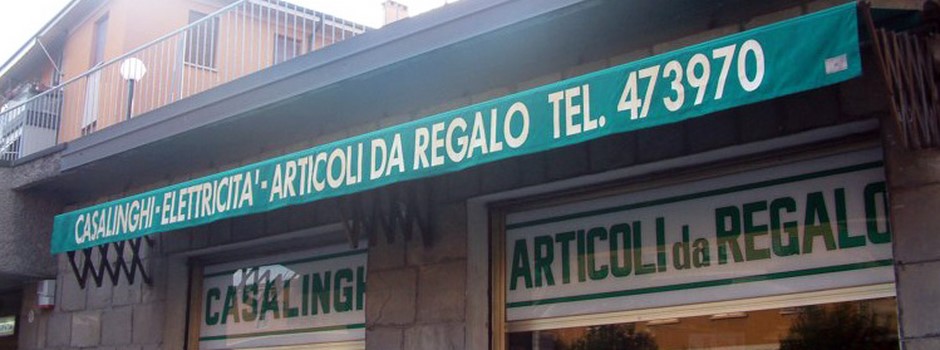 CASALINGHI-ELETTRICITA'-ARTICOLI DA REGALO TEL. 473970
CASALINGH
ARTICOLI da REGALO